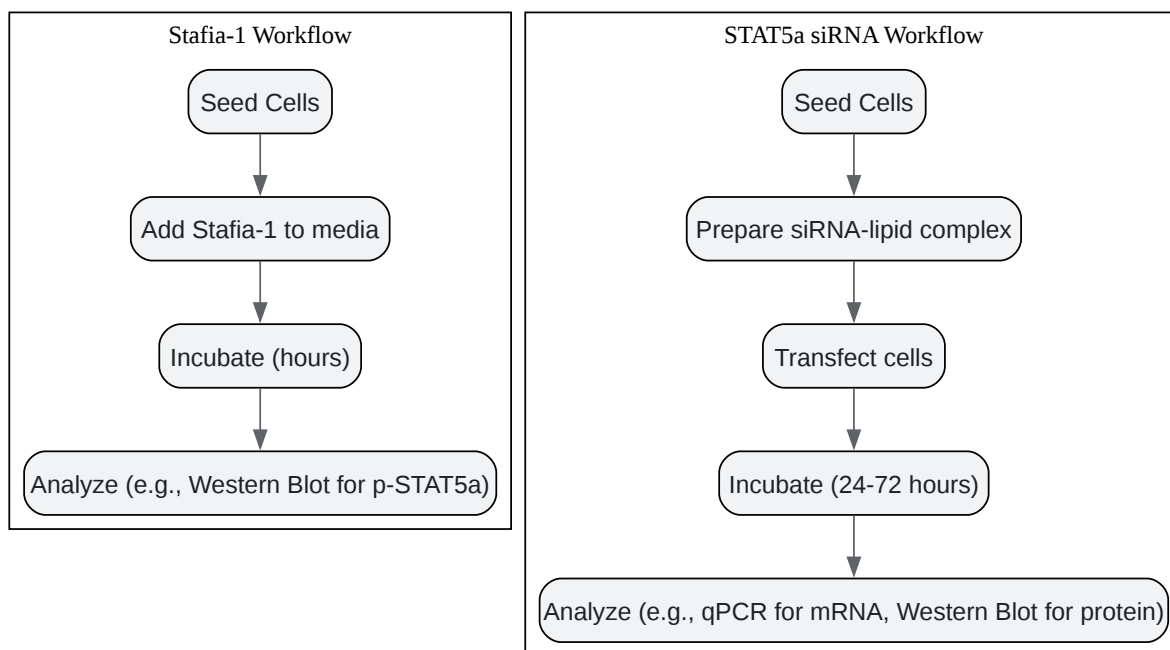 Stafia-1 Workflow
Seed Cells
Add Stafia-1 to media
Incubate (hours)
Analyze (e.g., Western Blot for p-STAT5a)
STAT5a siRNA Workflow
Seed Cells
Prepare siRNA-lipid complex
Transfect cells
Incubate (24-72 hours)
Analyze (e.g., qPCR for mRNA, Western Blot for protein)